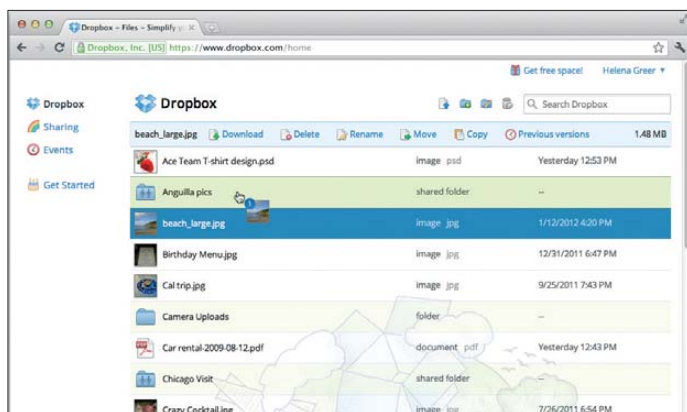 Dropbox – Files – Simplify y
Dropbox, Inc. [US] https://www.dropbox.com/home
Get free space! Helena Greer
Dropbox
Sharing
Events
Get Started
Dropbox Search Dropbox
beach_large.jpg Download Delete Rename Move Copy Previous versions 1.48 MB
Ace Team T-shirt design.psd image psd Yesterday 12:53 PM
Anguilla pics shared folder --
1
beach_large.jpg image jpg 1/12/2012 4:20 PM
Birthday Menu.jpg image jpg 12/31/2011 6:47 PM
Cal trip.jpg image jpg 9/25/2011 7:43 PM
Camera Uploads folder --
Car rental-2009-08-12.pdf document pdf Yesterday 12:43 PM
Chicago Visit shared folder --
Crazy Cocktail.jpg image jpg 7/26/2011 6:54 PM